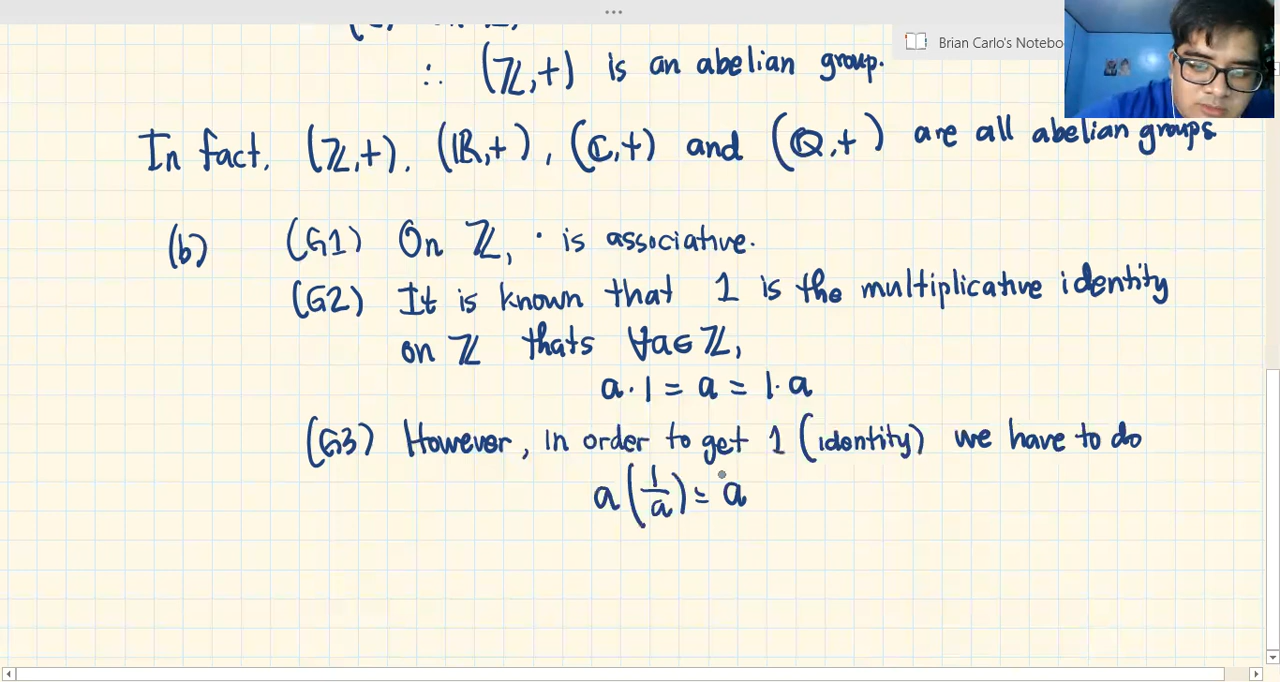 Brian Carlo's Notebo
∴ (ℤ,+) is an abelian group.
In fact, (ℤ,+), (ℝ,+), (ℂ,+) and (ℚ,+) are all abelian groups.
(b) (G1) On ℤ, · is associative.
(G2) It is known that 1 is the multiplicative identity
on ℤ thats ∀a∈ℤ,
a · 1 = a = 1 · a
(G3) However, in order to get 1 (identity) we have to do
a(1/a) = a